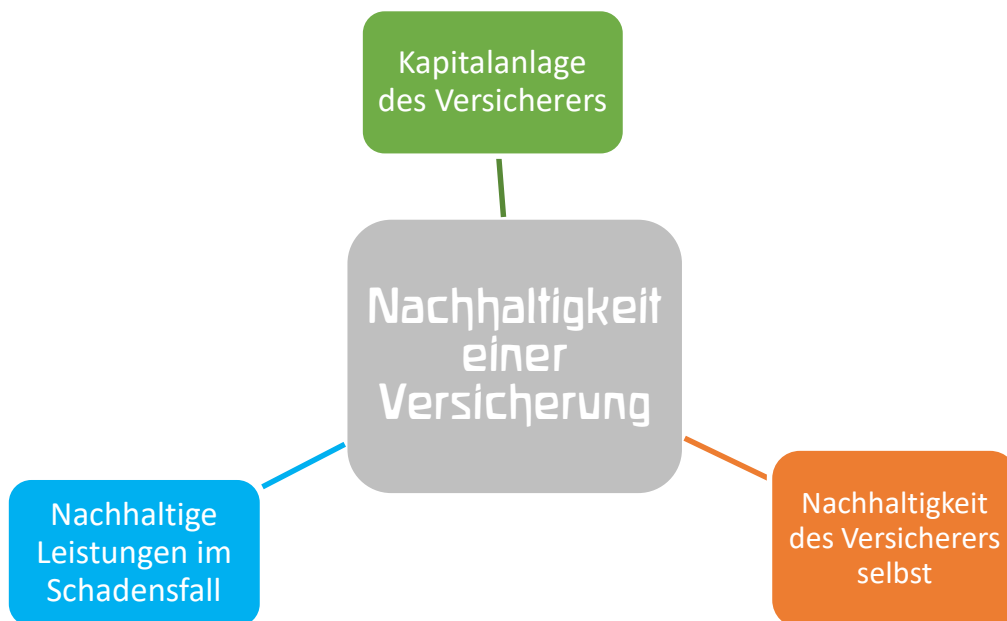 Kapitalanlage
des Versicherers
Nachhaltigkeit
einer
Versicherung
Nachhaltige
Leistungen im
Schadensfall
Nachhaltigkeit
des Versicherers
selbst